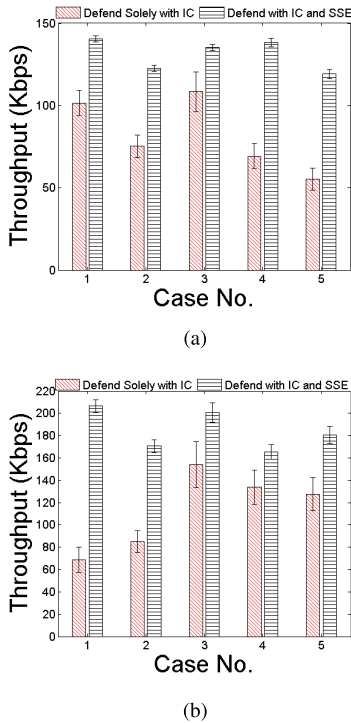 Defend Solely with IC Defend with IC and SSE
150
100
50
0
Throughput (Kbps)
1 2 3 4 5
Case No.
(a)
Defend Solely with IC Defend with IC and SSE
220
200
180
160
140
120
100
80
60
40
20
0
Throughput (Kbps)
1 2 3 4 5
Case No.
(b)